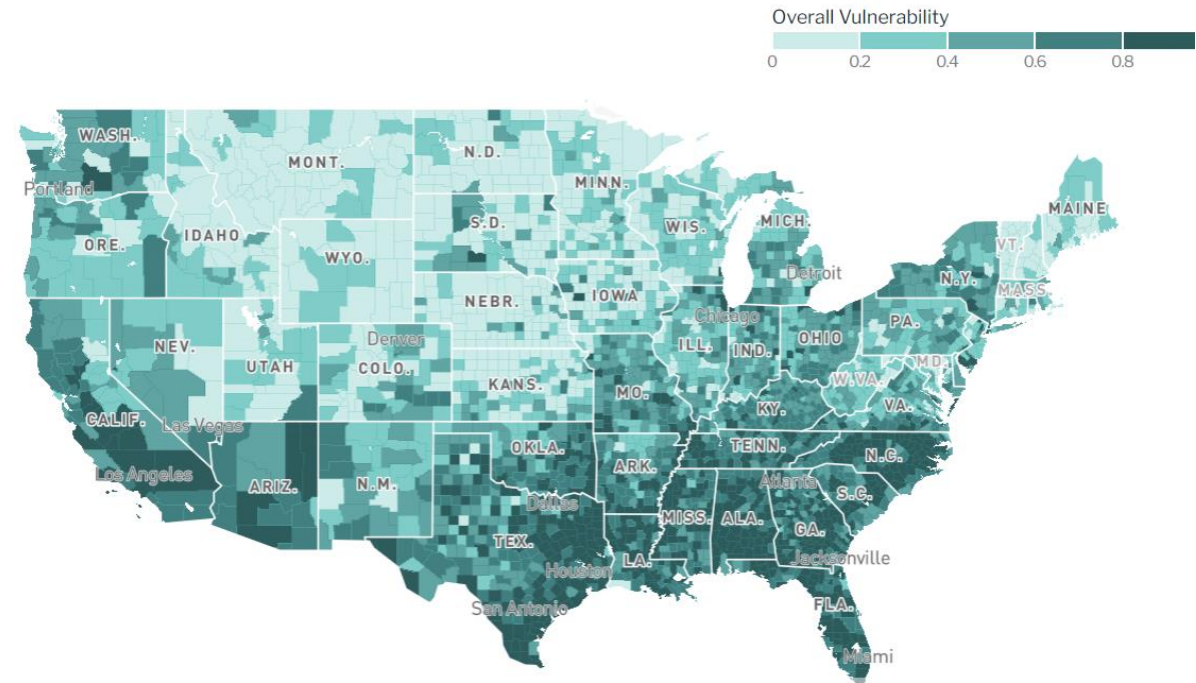 Overall Vulnerability
0 0.2 0.4 0.6 0.8
WASH.
Portland
MONT.
N.D.
MINN.
ORE.
IDAHO
S.D.
WIS.
MICH.
MAINE
VT.
WYO.
Detroit
N.Y.
MASS.
NEBR.
IOWA
Chicago
NEV.
UTAH
Denver
COLO.
ILL.
IND.
OHIO
PA.
MD.
KANS.
MO.
W.VA.
KY.
VA.
CALIF.
Las Vegas
Los Angeles
ARIZ.
N.M.
OKLA.
ARK.
TENN.
N.C.
Dallas
Atlanta
S.C.
TEX.
MISS.
ALA.
GA.
Houston
LA.
Jacksonville
San Antonio
FLA.
Miami